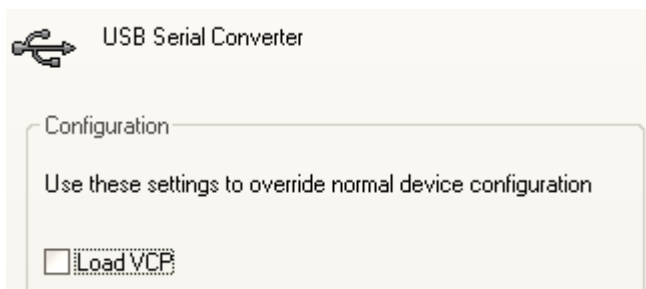 USB Serial Converter
Configuration
Use these settings to override normal device configuration
Load VCP